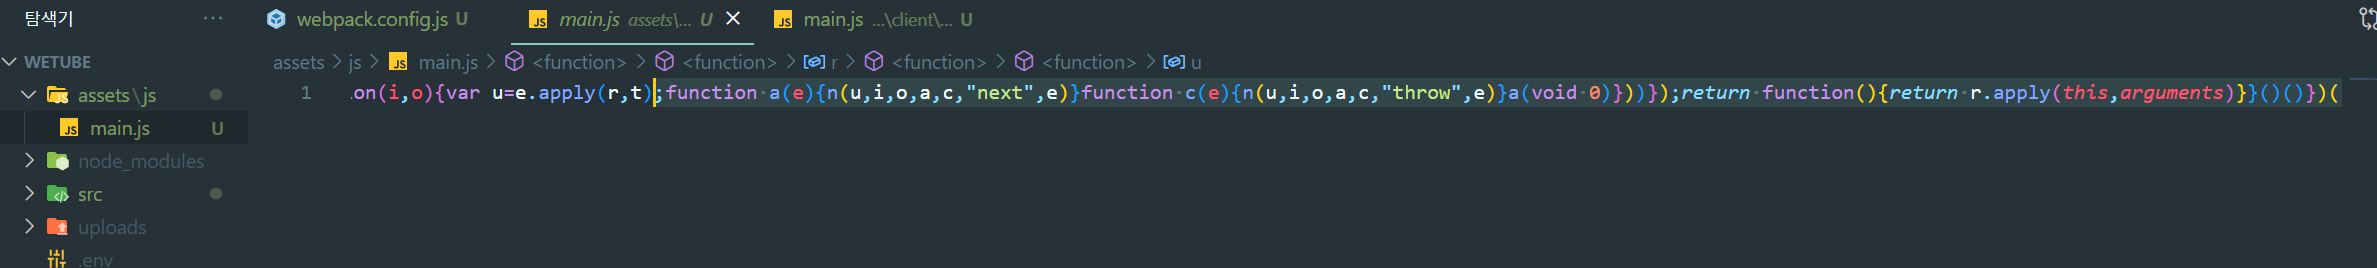 탐색기 ···
webpack.config.js U
main.js assets\... U
main.js ...\client\... U
WETUBE
assets > js > main.js > <function> > <function> > r > <function> > <function> > u
assets\js
main.js U
node_modules
src
uploads
.env
1 on(i,o){var u=e.apply(r,t);function a(e){n(u,i,o,a,c,"next",e)}function c(e){n(u,i,o,a,c,"throw",e)}a(void 0)}))});return function(){return r.apply(this,arguments)}}()()})(